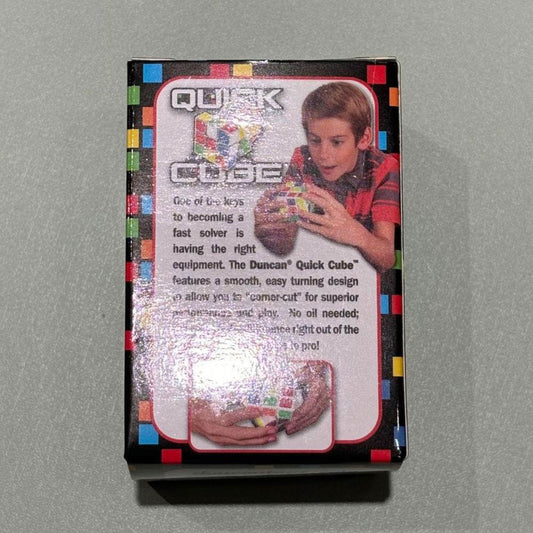 QUICK
CUBE
One of the keys
to becoming a
fast solver is
having the right
equipment. The Duncan® Quick Cube™
features a smooth, easy turning design
to allow you to "corner-cut" for superior
performance and play. No oil needed;
right out of the
to pro!